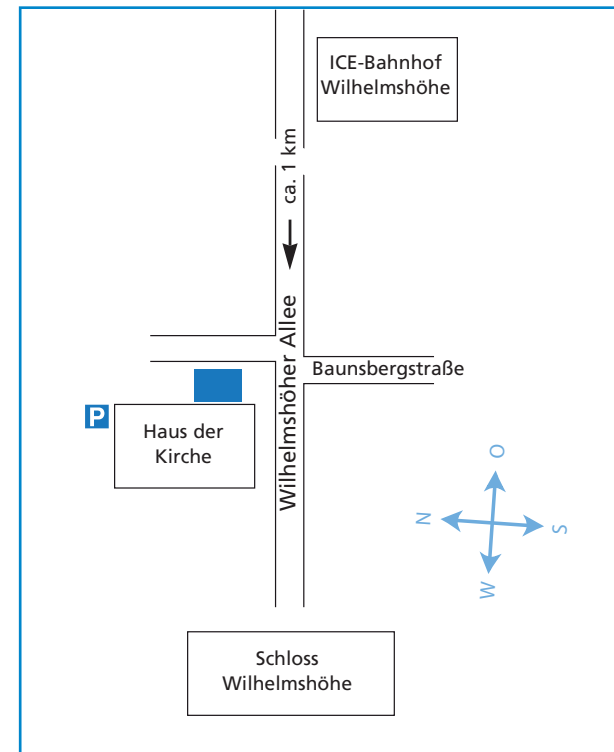 ICE-Bahnhof
Wilhelmshöhe
ca. 1 km
Wilhelmshöher Allee
Baunsbergstraße
P
Haus der
Kirche
O
N
S
W
Schloss
Wilhelmshöhe